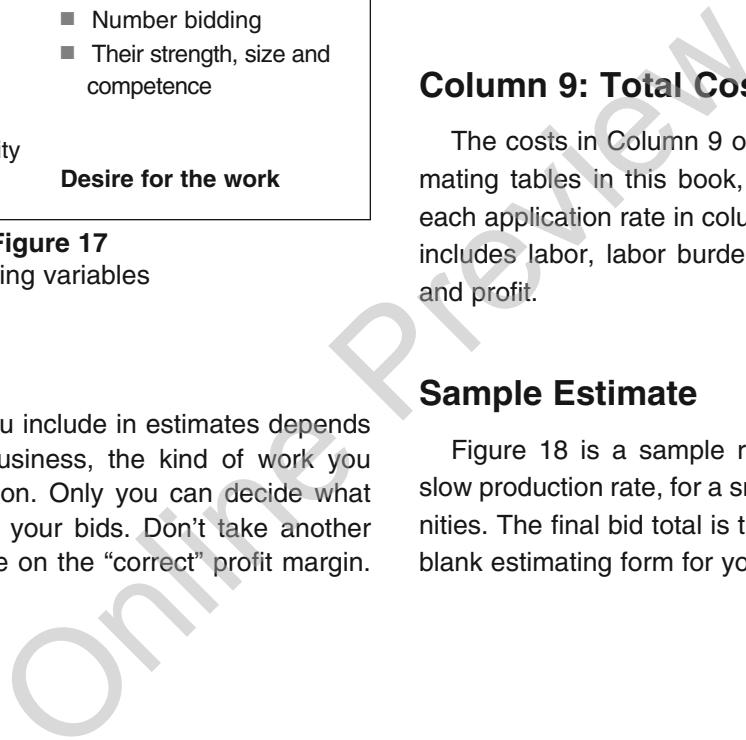 ■ Number bidding
■ Their strength, size and
competence
ity
Desire for the work
Figure 17
ing variables
u include in estimates depends
usiness, the kind of work you
on. Only you can decide what
your bids. Don't take another
e on the “correct” profit margin.
Column 9: Total Cos
The costs in Column 9 o
mating tables in this book,
each application rate in colu
includes labor, labor burde
and profit.
Sample Estimate
Figure 18 is a sample r
slow production rate, for a sm
nities. The final bid total is t
blank estimating form for yo
Online Preview